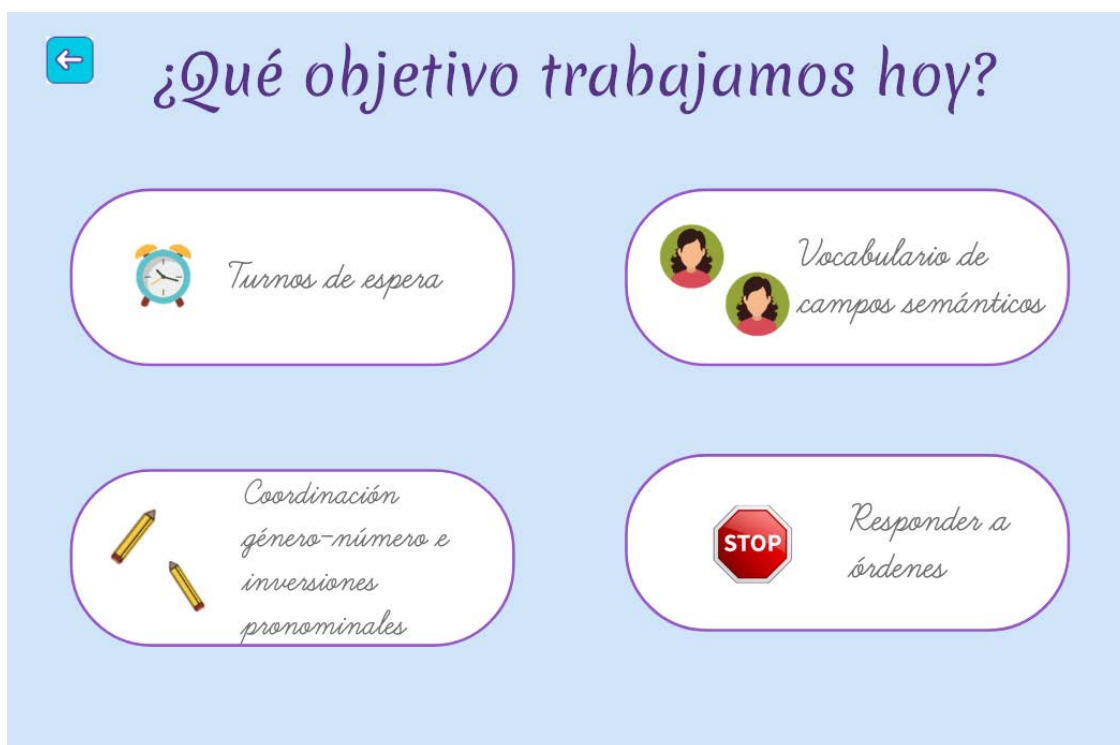 ¿Qué objetivo trabajamos hoy?
Turnos de espera
Vocabulario de
campos semánticos
Coordinación
género-número e
inversiones
pronominales
STOP
Responder a
órdenes